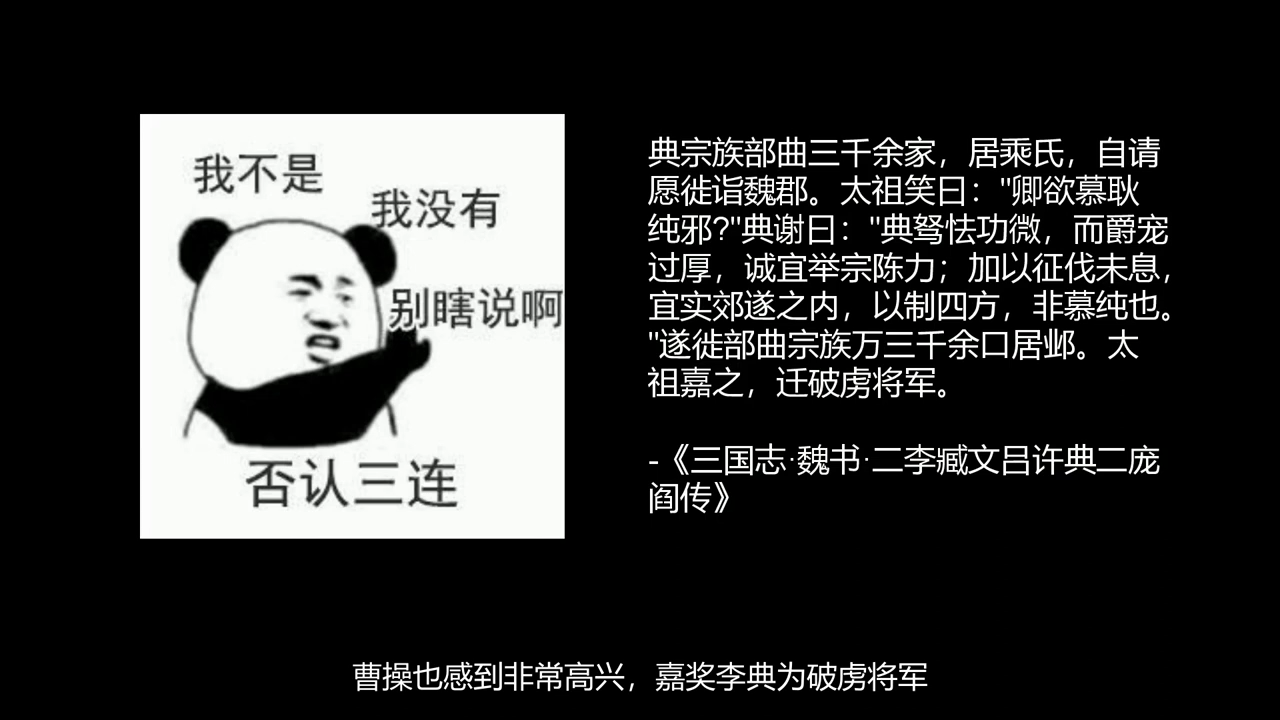 我不是
我没有
别瞎说啊
否认三连
典宗族部曲三千余家，居乘氏，自请
愿徙诣魏郡。太祖笑曰："卿欲慕耿
纯邪?"典谢曰："典驽怯功微，而爵宠
过厚，诚宜举宗陈力；加以征伐未息，
宜实郊遂之内，以制四方，非慕纯也。
"遂徙部曲宗族万三千余口居邺。太
祖嘉之，迁破虏将军。
-《三国志·魏书·二李臧文吕许典二庞
阎传》
曹操也感到非常高兴，嘉奖李典为破虏将军